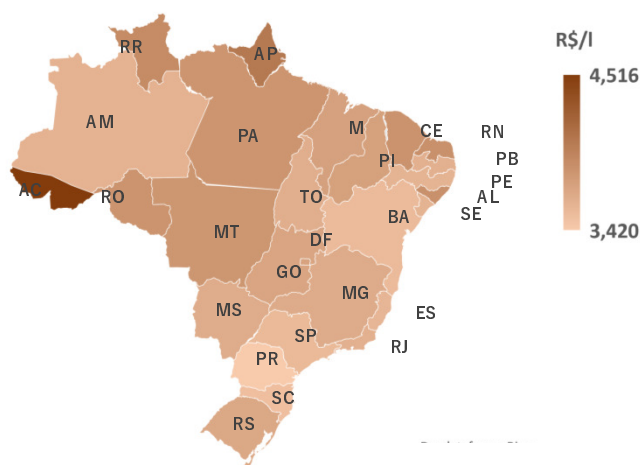 RR
AP
R$/l
4,516
AM
PA
M
CE
RN
PI
PB
PE
AC
RO
TO
AL
BA
SE
MT
DF
3,420
GO
MG
MS
ES
SP
RJ
PR
SC
RS